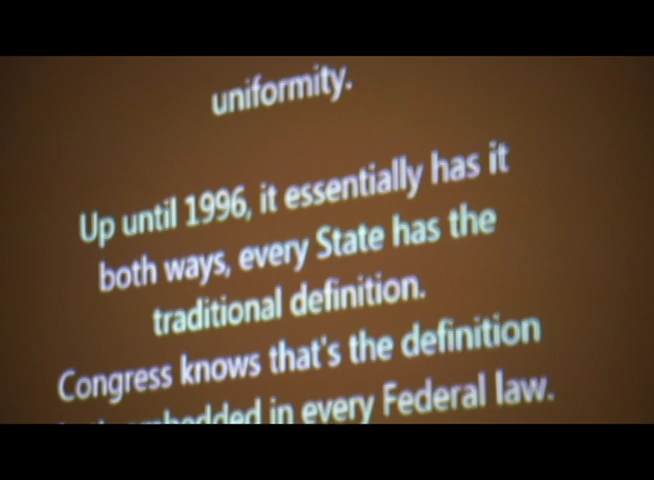 uniformity.
Up until 1996, it essentially has it
both ways, every State has the
traditional definition.
Congress knows that's the definition
embedded in every Federal law.